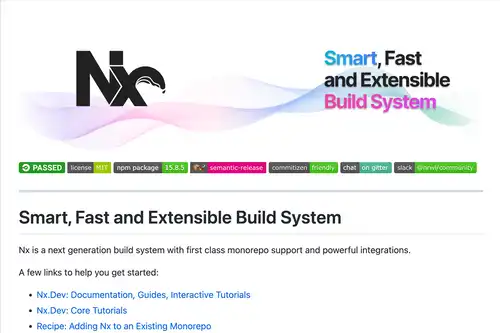 Nx
Smart, Fast
and Extensible
Build System
PASSED license MIT npm package 15.8.5 semantic-release commitizen friendly chat on gitter slack @nrwl/community
Smart, Fast and Extensible Build System
Nx is a next generation build system with first class monorepo support and powerful integrations.
A few links to help you get started:
Nx.Dev: Documentation, Guides, Interactive Tutorials
Nx.Dev: Core Tutorials
Recipe: Adding Nx to an Existing Monorepo